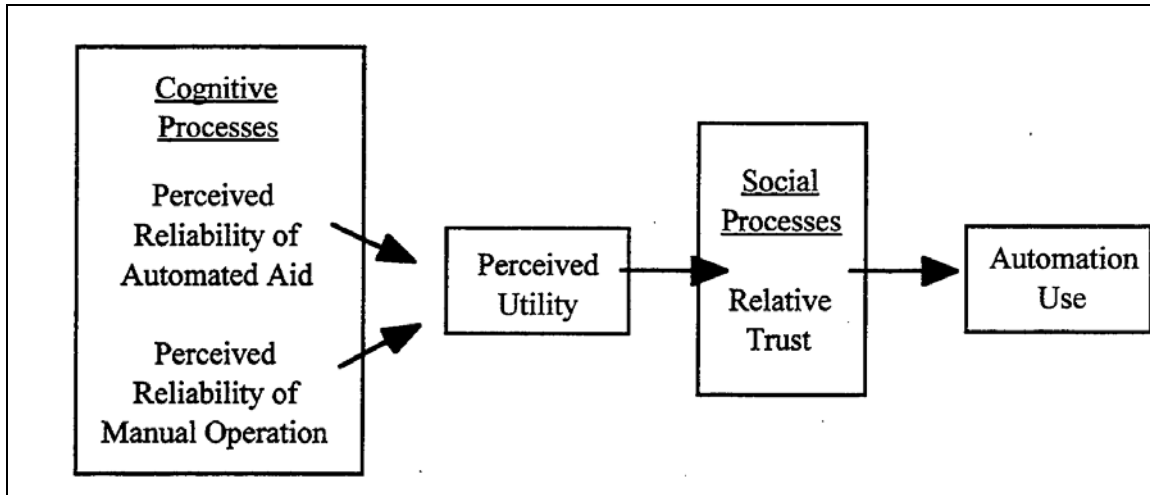 Cognitive
Processes
Perceived
Reliability of
Automated Aid
Perceived
Reliability of
Manual Operation
Perceived
Utility
Social
Processes
Relative
Trust
Automation
Use